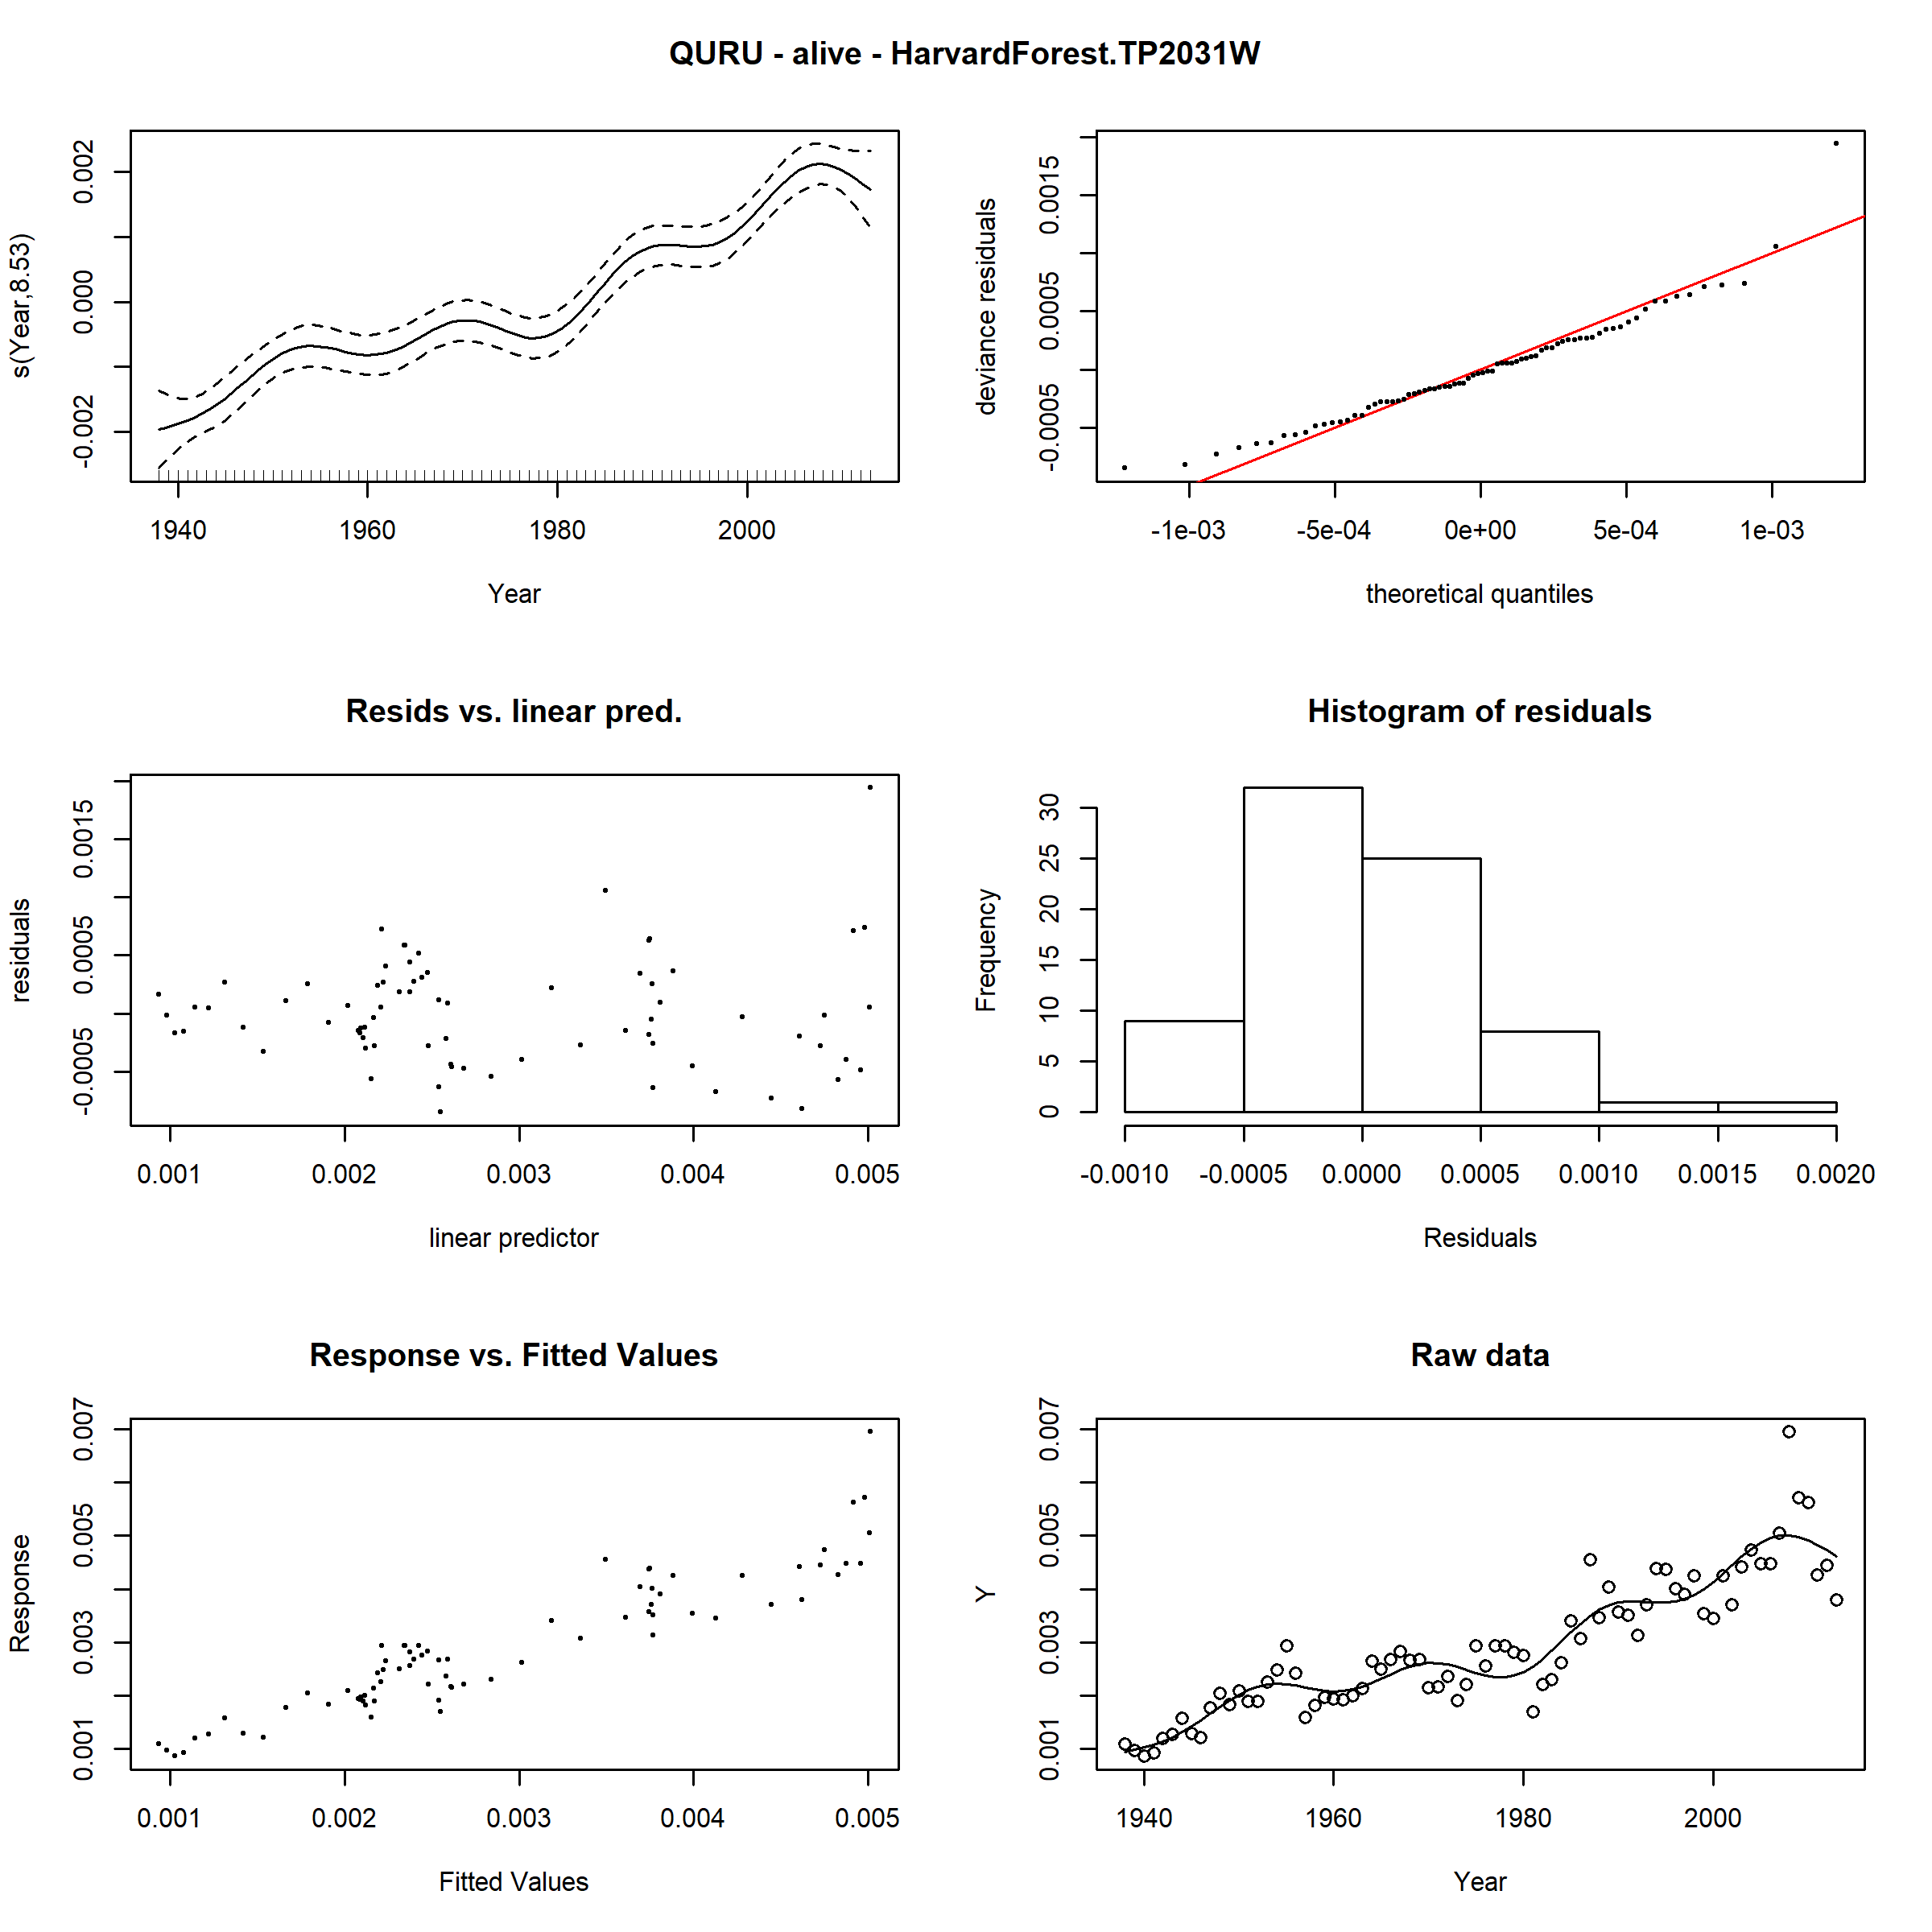 QURU - alive - HarvardForest.TP2031W
s(Year,8.53)
-0.002 0.000 0.002
1940 1960 1980 2000
Year
deviance residuals
-0.0005 0.0005 0.0015
-1e-03 -5e-04 0e+00 5e-04 1e-03
theoretical quantiles
Resids vs. linear pred.
residuals
-0.0005 0.0005 0.0015
0.001 0.002 0.003 0.004 0.005
linear predictor
Histogram of residuals
Frequency
0 5 10 15 20 25 30
-0.0010 -0.0005 0.0000 0.0005 0.0010 0.0015 0.0020
Residuals
Response vs. Fitted Values
Response
0.001 0.003 0.005 0.007
0.001 0.002 0.003 0.004 0.005
Fitted Values
Raw data
Y
0.001 0.003 0.005 0.007
1940 1960 1980 2000
Year